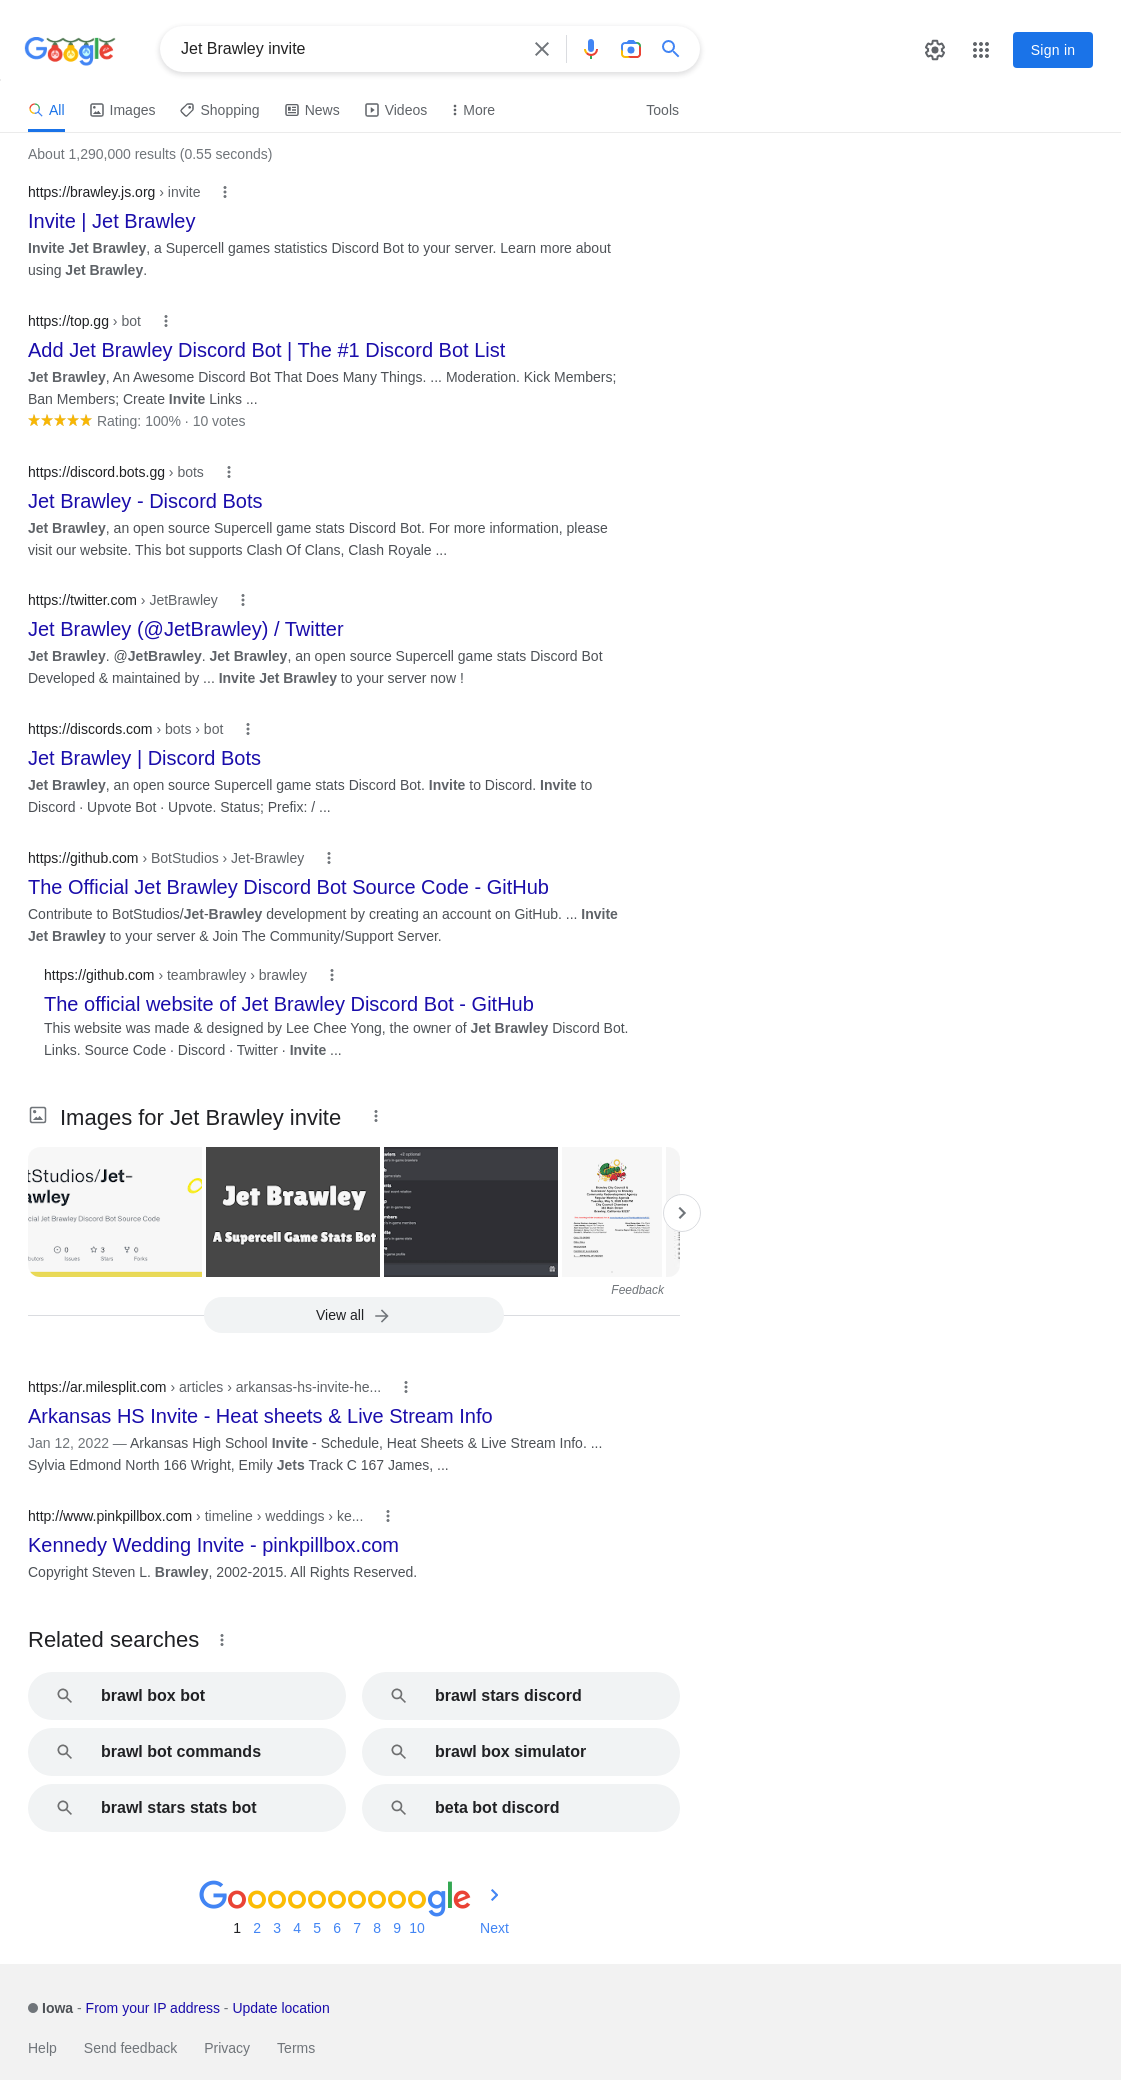 Google
Jet Brawley invite
Sign in
All
Images
Shopping
News
Videos
More
Tools
About 1,290,000 results (0.55 seconds)
https://brawley.js.org › invite
Invite | Jet Brawley
Invite Jet Brawley, a Supercell games statistics Discord Bot to your server. Learn more about
using Jet Brawley.
https://top.gg › bot
Add Jet Brawley Discord Bot | The #1 Discord Bot List
Jet Brawley, An Awesome Discord Bot That Does Many Things. ... Moderation. Kick Members;
Ban Members; Create Invite Links ...
Rating: 100% · 10 votes
https://discord.bots.gg › bots
Jet Brawley - Discord Bots
Jet Brawley, an open source Supercell game stats Discord Bot. For more information, please
visit our website. This bot supports Clash Of Clans, Clash Royale ...
https://twitter.com › JetBrawley
Jet Brawley (@JetBrawley) / Twitter
Jet Brawley. @JetBrawley. Jet Brawley, an open source Supercell game stats Discord Bot
Developed & maintained by ... Invite Jet Brawley to your server now !
https://discords.com › bots › bot
Jet Brawley | Discord Bots
Jet Brawley, an open source Supercell game stats Discord Bot. Invite to Discord. Invite to
Discord · Upvote Bot · Upvote. Status; Prefix: / ...
https://github.com › BotStudios › Jet-Brawley
The Official Jet Brawley Discord Bot Source Code - GitHub
Contribute to BotStudios/Jet-Brawley development by creating an account on GitHub. ... Invite
Jet Brawley to your server & Join The Community/Support Server.
https://github.com › teambrawley › brawley
The official website of Jet Brawley Discord Bot - GitHub
This website was made & designed by Lee Chee Yong, the owner of Jet Brawley Discord Bot.
Links. Source Code · Discord · Twitter · Invite ...
Images for Jet Brawley invite
tStudios/Jet-
awley
cial Jet Brawley Discord Bot Source Code
0 3 0
Issues Stars Forks
Jet Brawley
A Supercell Game Stats Bot
Feedback
View all
https://ar.milesplit.com › articles › arkansas-hs-invite-he...
Arkansas HS Invite - Heat sheets & Live Stream Info
Jan 12, 2022 — Arkansas High School Invite - Schedule, Heat Sheets & Live Stream Info. ...
Sylvia Edmond North 166 Wright, Emily Jets Track C 167 James, ...
http://www.pinkpillbox.com › timeline › weddings › ke...
Kennedy Wedding Invite - pinkpillbox.com
Copyright Steven L. Brawley, 2002-2015. All Rights Reserved.
Related searches
brawl box bot
brawl stars discord
brawl bot commands
brawl box simulator
brawl stars stats bot
beta bot discord
Goooooooooogle
1 2 3 4 5 6 7 8 9 10 Next
Iowa - From your IP address - Update location
Help Send feedback Privacy Terms